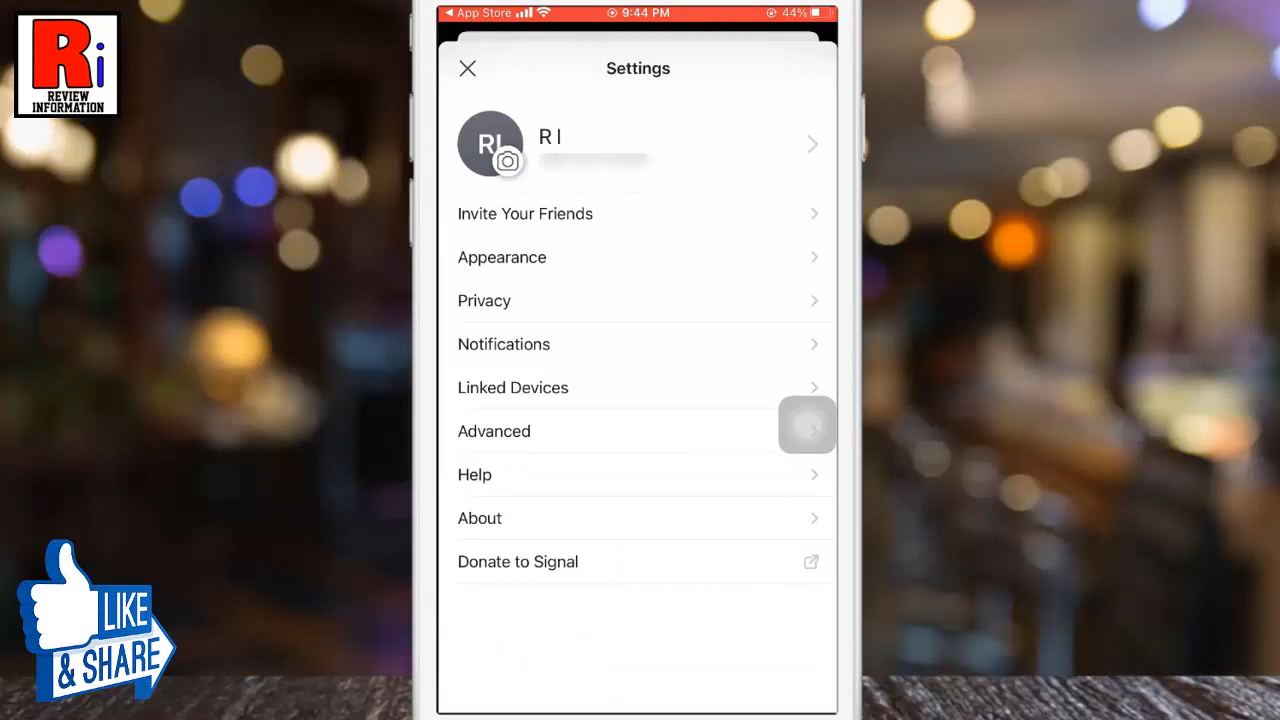 Ri
REVIEW
INFORMATION
App Store 9:44 PM 44%
Settings
RI
R I
Invite Your Friends
Appearance
Privacy
Notifications
Linked Devices
Advanced
Help
About
Donate to Signal
LIKE
& SHARE